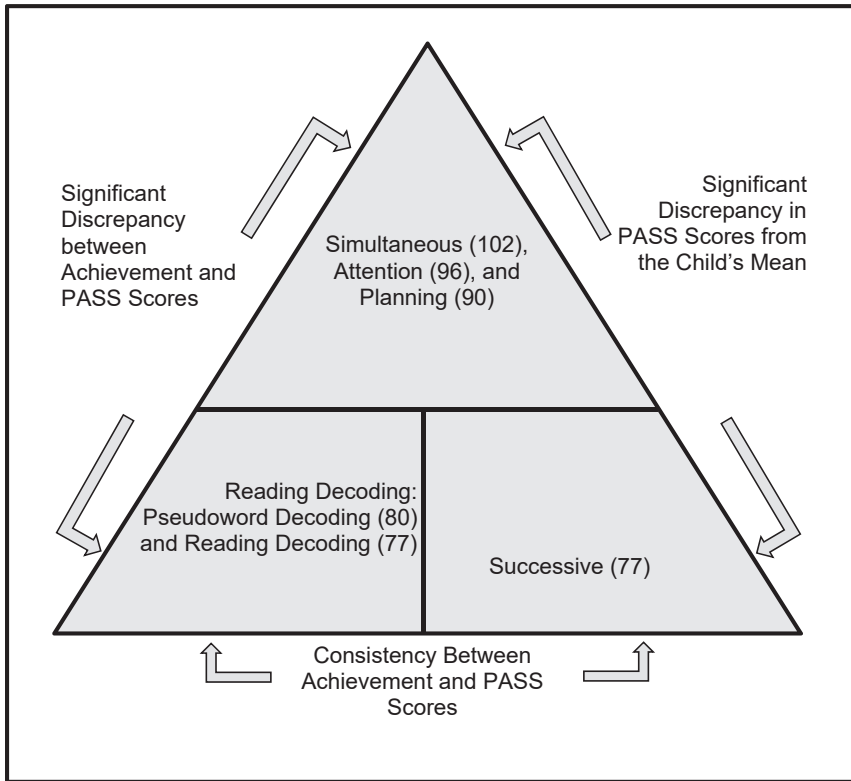 Significant
Discrepancy
between
Achievement and
PASS Scores
Significant
Discrepancy in
PASS Scores from
the Child's Mean
Simultaneous (102),
Attention (96), and
Planning (90)
Reading Decoding:
Pseudoword Decoding (80)
and Reading Decoding (77)
Successive (77)
Consistency Between
Achievement and PASS
Scores